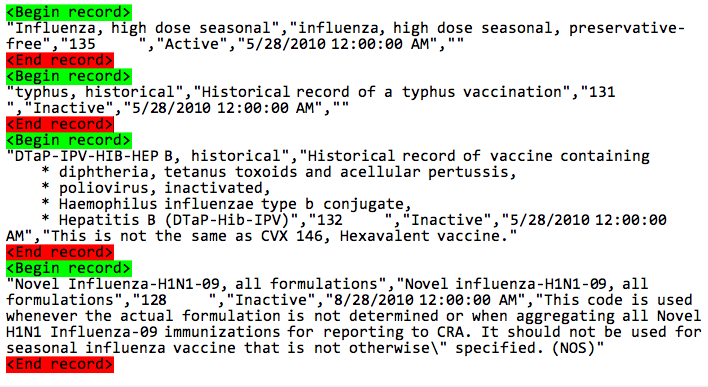 <Begin record>
"Influenza, high dose seasonal","influenza, high dose seasonal, preservative-
free","135     ","Active","5/28/2010 12:00:00 AM",""
<End record>
<Begin record>
"typhus, historical","Historical record of a typhus vaccination","131
","Inactive","5/28/2010 12:00:00 AM",""
<End record>
<Begin record>
"DTaP-IPV-HIB-HEP B, historical","Historical record of vaccine containing
    * diphtheria, tetanus toxoids and acellular pertussis,
    * poliovirus, inactivated,
    * Haemophilus influenzae type b conjugate,
    * Hepatitis B (DTaP-Hib-IPV)","132     ","Inactive","5/28/2010 12:00:00
AM","This is not the same as CVX 146, Hexavalent vaccine."
<End record>
<Begin record>
"Novel Influenza-H1N1-09, all formulations","Novel influenza-H1N1-09, all
formulations","128     ","Inactive","8/28/2010 12:00:00 AM","This code is used
whenever the actual formulation is not determined or when aggregating all Novel
H1N1 Influenza-09 immunizations for reporting to CRA. It should not be used for
seasonal influenza vaccine that is not otherwise\" specified. (NOS)"
<End record>